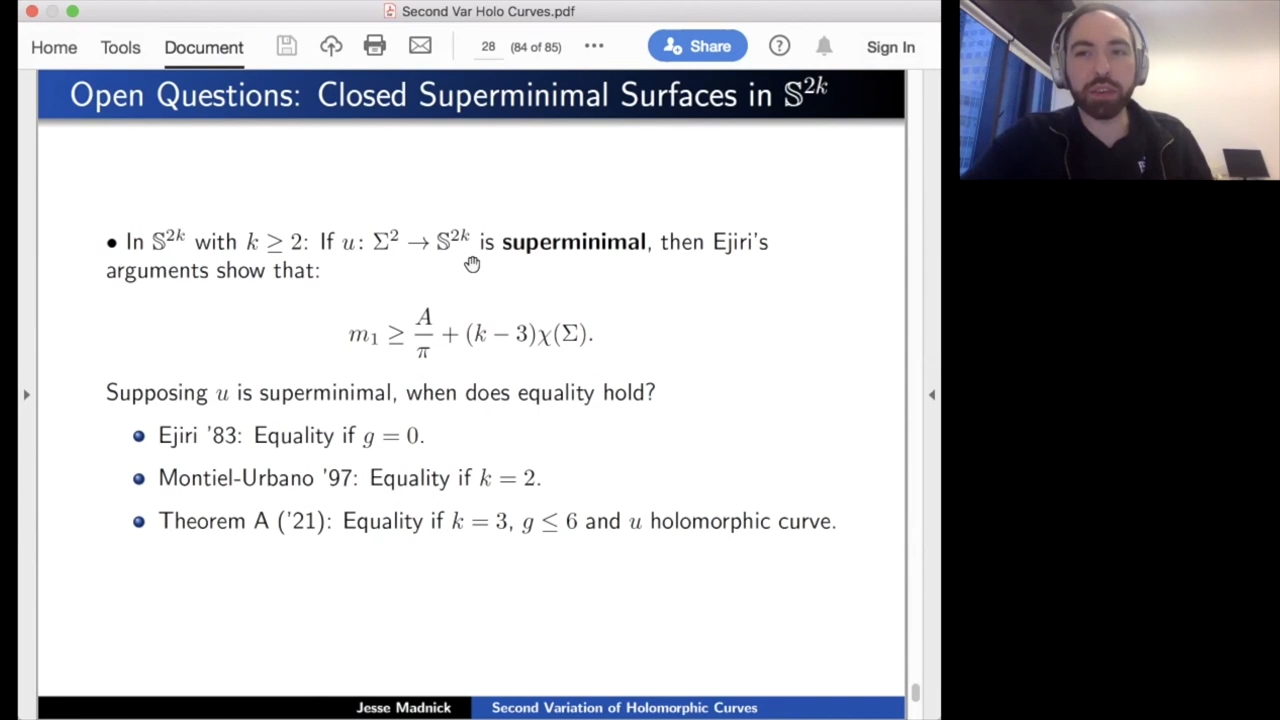 Second Var Holo Curves.pdf
Home Tools Document 28 (84 of 85) Share Sign In
Open Questions: Closed Superminimal Surfaces in 𝕊^{2k}
• In 𝕊^{2k} with k ≥ 2: If u: Σ² → 𝕊^{2k} is superminimal, then Ejiri's
arguments show that:
m₁ ≥ A/π + (k − 3)χ(Σ).
Supposing u is superminimal, when does equality hold?
Ejiri '83: Equality if g = 0.
Montiel-Urbano '97: Equality if k = 2.
Theorem A ('21): Equality if k = 3, g ≤ 6 and u holomorphic curve.
Jesse Madnick Second Variation of Holomorphic Curves